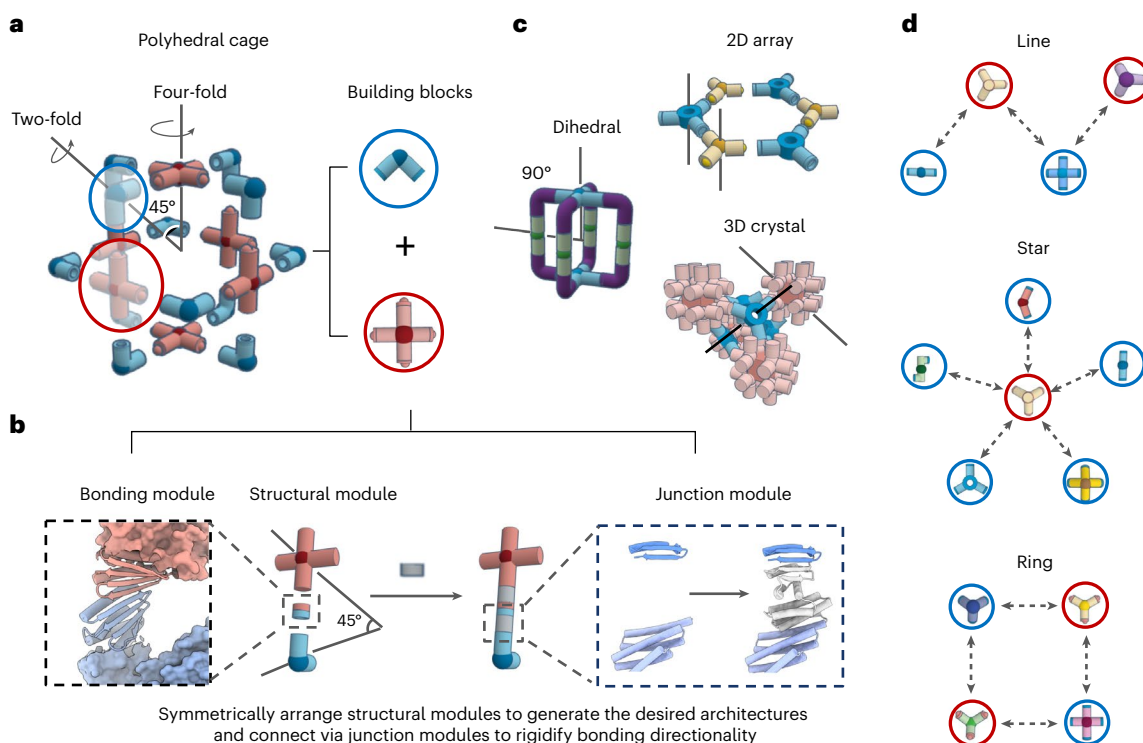 a
Polyhedral cage
Two-fold
Four-fold
45°
Building blocks
+
c
2D array
Dihedral
90°
3D crystal
d
Line
Star
Ring
b
Bonding module
Structural module
Junction module
45°
Symmetrically arrange structural modules to generate the desired architectures
and connect via junction modules to rigidify bonding directionality